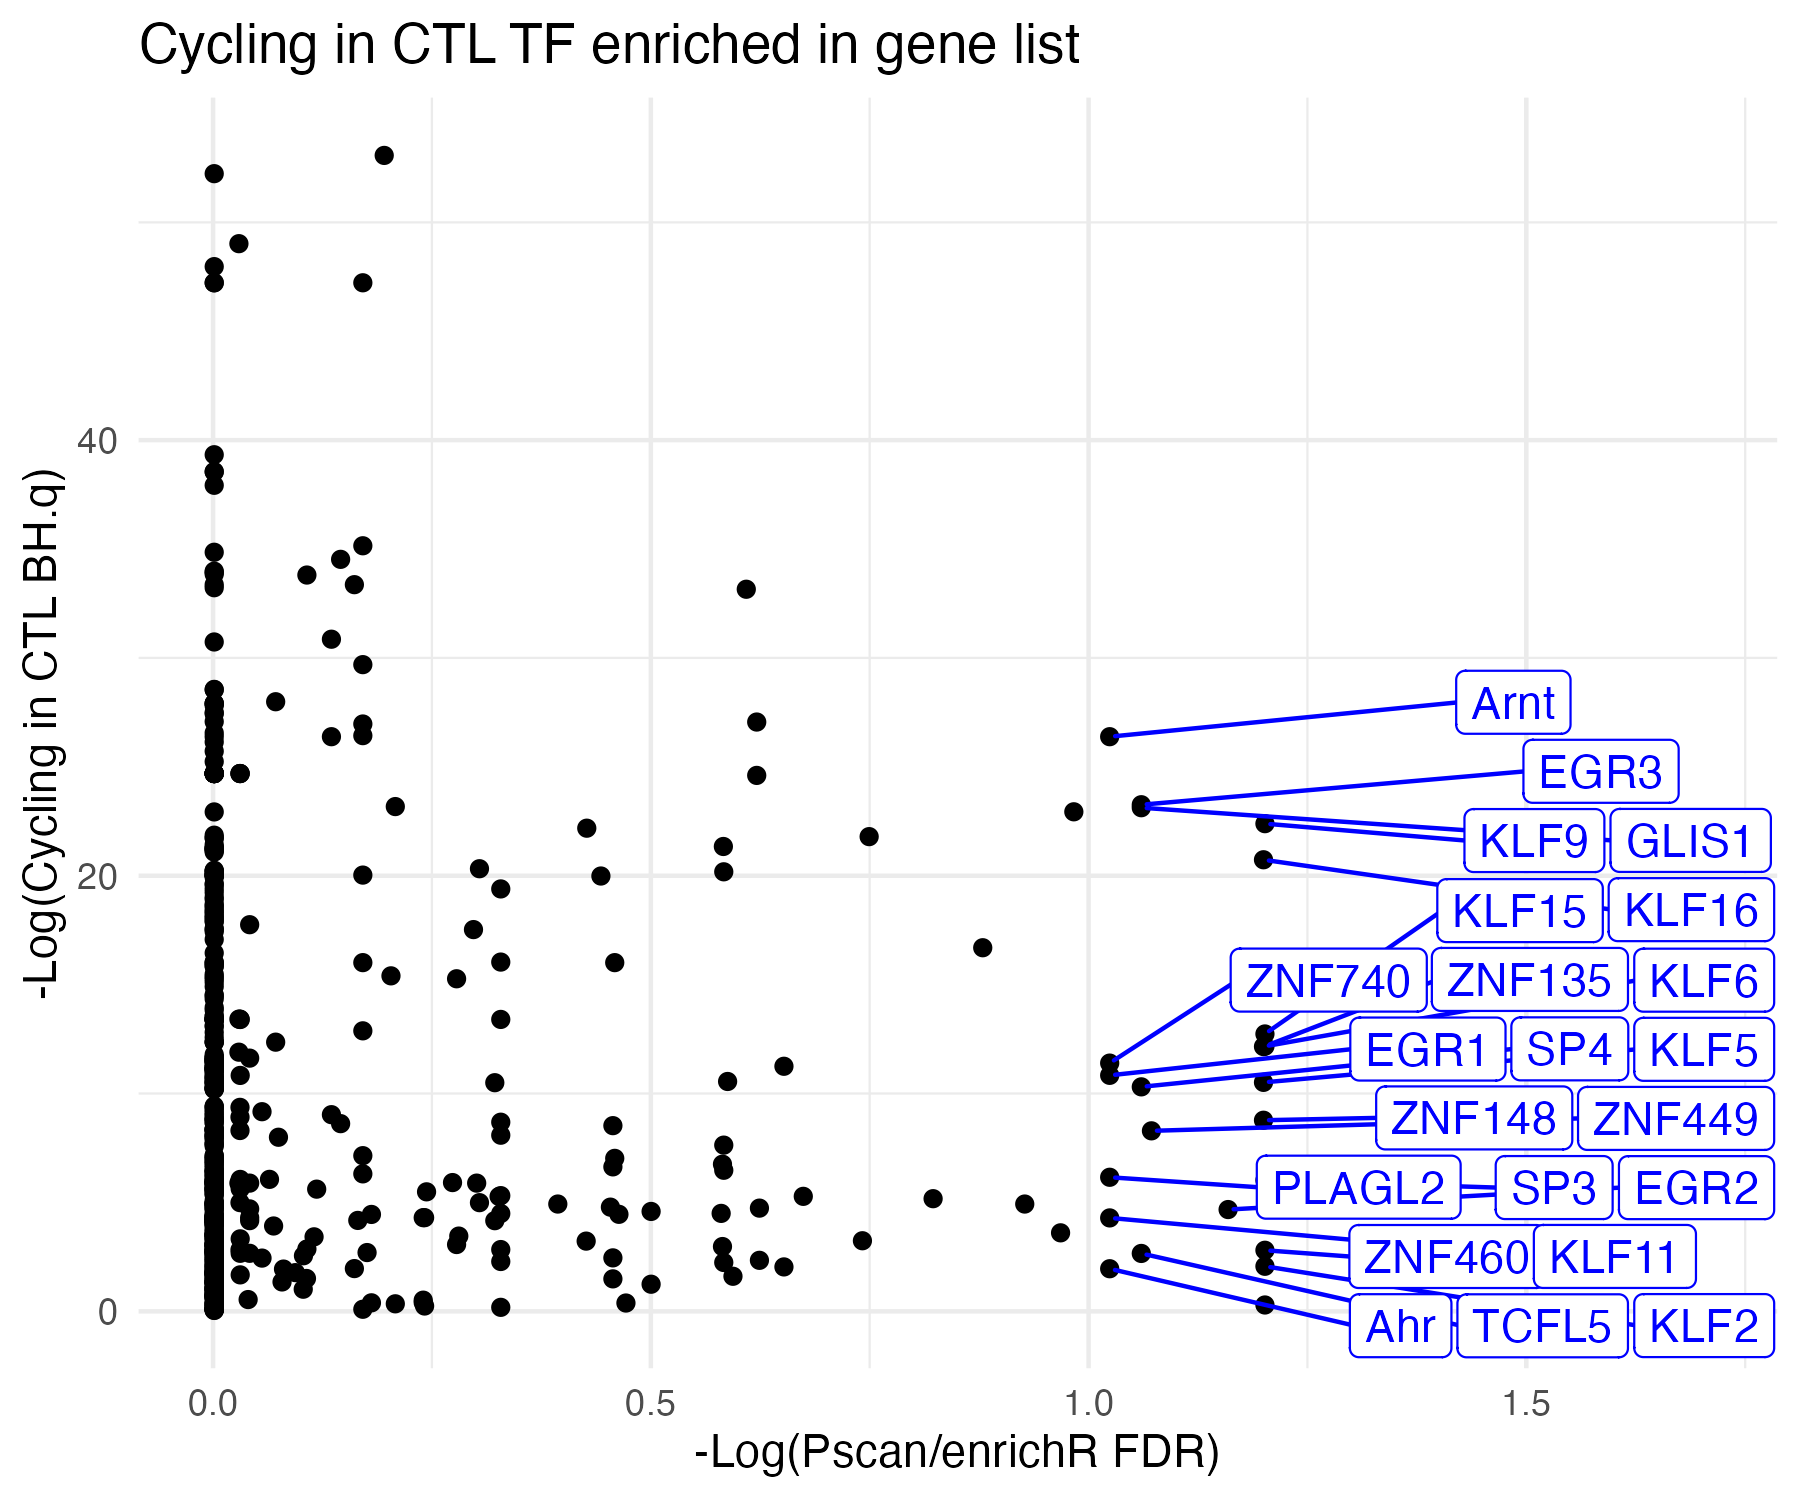 Cycling in CTL TF enriched in gene list
-Log(Cycling in CTL BH.q)
40
20
0
Arnt
EGR3
KLF9 GLIS1
KLF15 KLF16
ZNF740 ZNF135 KLF6
EGR1 SP4 KLF5
ZNF148 ZNF449
PLAGL2 SP3 EGR2
ZNF460 KLF11
Ahr TCFL5 KLF2
0.0 0.5 1.0 1.5
-Log(Pscan/enrichR FDR)